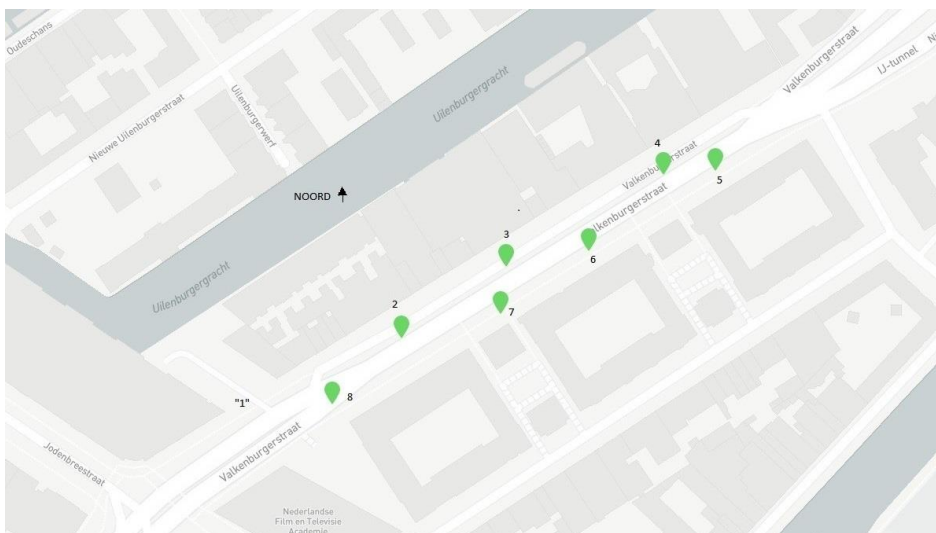 Oudeschans
Nieuwe Uilenburgerstraat
Uilenburgerwerf
Uilenburgergracht
Valkenburgerstraat
IJ-tunnel
Ni
4
Valkenburgerstraat
5
NOORD
Valkenburgerstraat
3
6
Uilenburgergracht
2
7
"1"
8
Valkenburgerstraat
Jodenbreestraat
Nederlandse
Film en Televisie
Academie